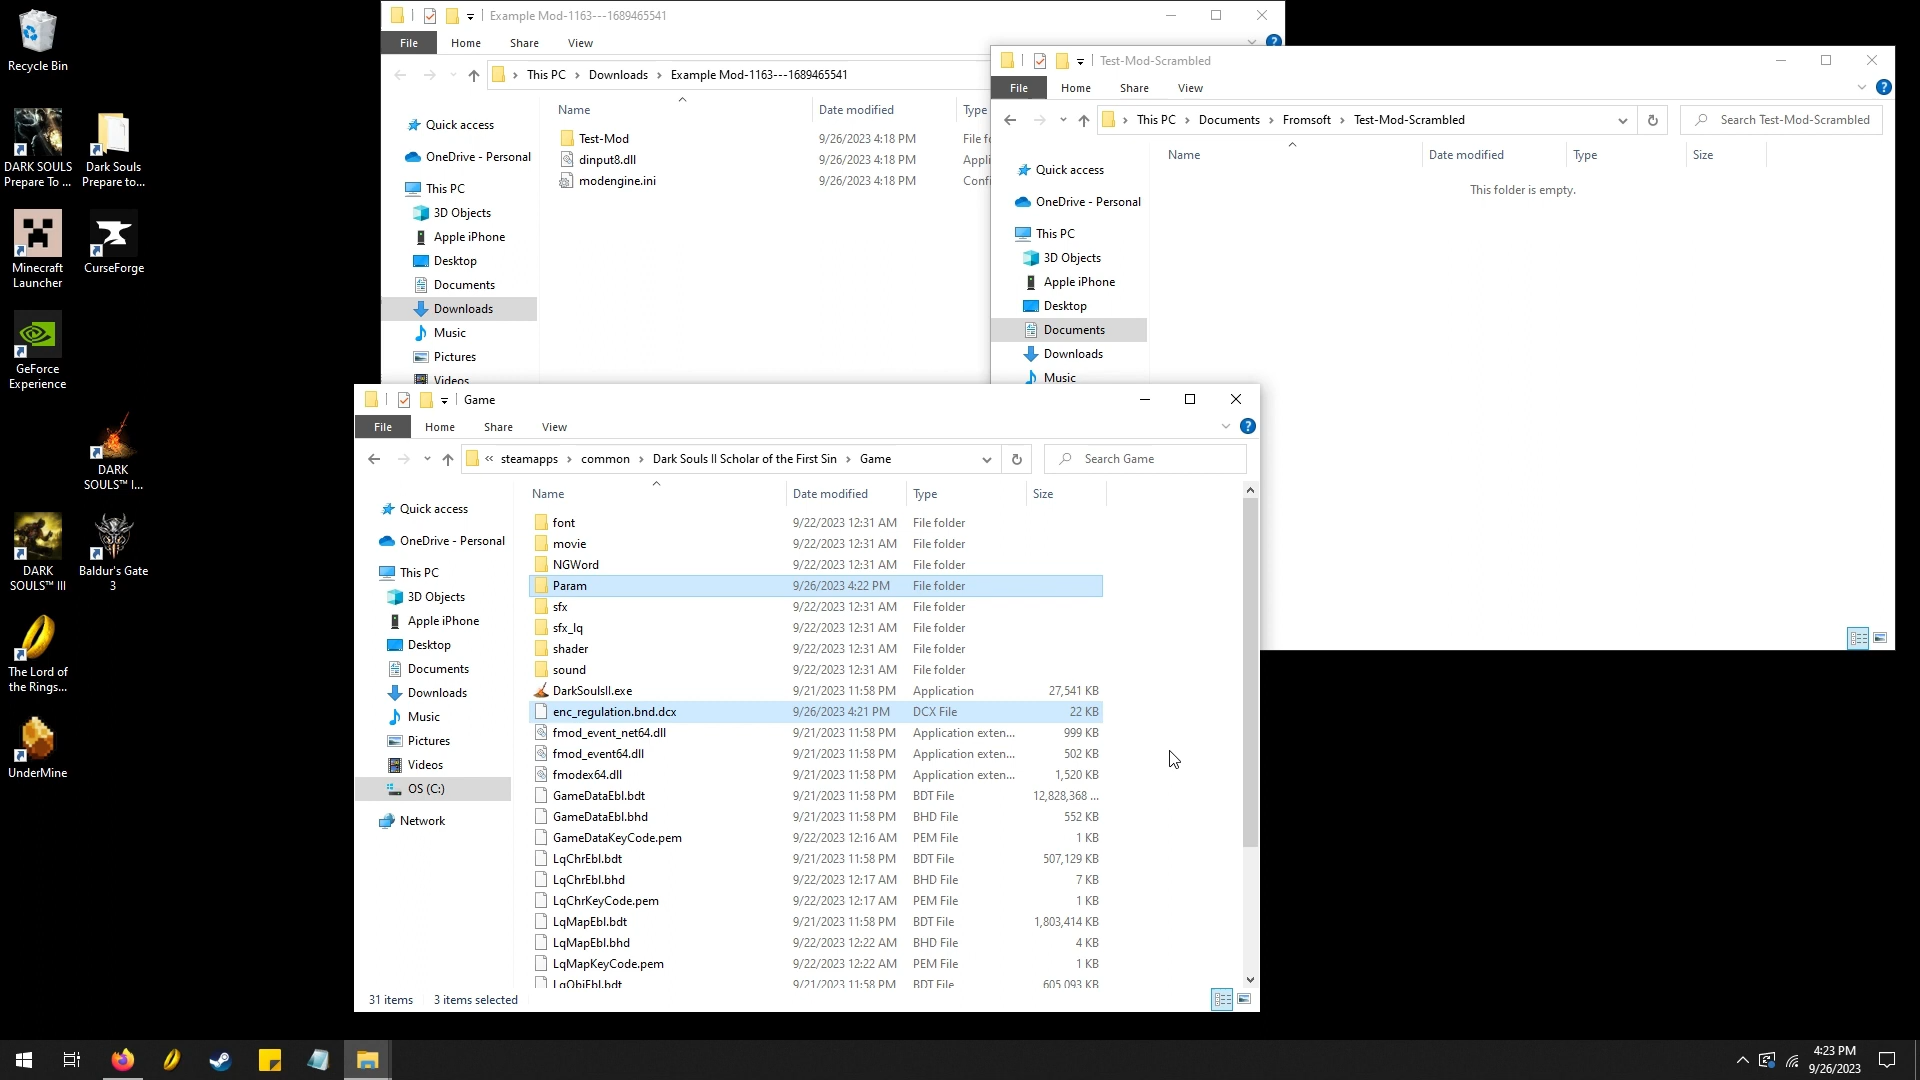 Recycle Bin
DARK SOULS
Prepare To ...
Dark Souls
Prepare to...
Minecraft
Launcher
CurseForge
GeForce
Experience
DARK
SOULS™ I...
DARK
SOULS™ III
Baldur's Gate
3
The Lord of
the Rings...
UnderMine
Example Mod-1163---1689465541
File Home Share View
This PC > Downloads > Example Mod-1163---1689465541
Name Date modified Type
Quick access
OneDrive - Personal
This PC
3D Objects
Apple iPhone
Desktop
Documents
Downloads
Music
Pictures
Videos
Test-Mod 9/26/2023 4:18 PM File f
dinput8.dll 9/26/2023 4:18 PM Appli
modengine.ini 9/26/2023 4:18 PM Confi
Test-Mod-Scrambled
File Home Share View
This PC > Documents > Fromsoft > Test-Mod-Scrambled
Search Test-Mod-Scrambled
Name Date modified Type Size
This folder is empty.
Quick access
OneDrive - Personal
This PC
3D Objects
Apple iPhone
Desktop
Documents
Downloads
Music
Game
File Home Share View
« steamapps > common > Dark Souls II Scholar of the First Sin > Game
Search Game
Name Date modified Type Size
Quick access
OneDrive - Personal
This PC
3D Objects
Apple iPhone
Desktop
Documents
Downloads
Music
Pictures
Videos
OS (C:)
Network
font 9/22/2023 12:31 AM File folder
movie 9/22/2023 12:31 AM File folder
NGWord 9/22/2023 12:31 AM File folder
Param 9/26/2023 4:22 PM File folder
sfx 9/22/2023 12:31 AM File folder
sfx_lq 9/22/2023 12:31 AM File folder
shader 9/22/2023 12:31 AM File folder
sound 9/22/2023 12:31 AM File folder
DarkSoulsII.exe 9/21/2023 11:58 PM Application 27,541 KB
enc_regulation.bnd.dcx 9/26/2023 4:21 PM DCX File 22 KB
fmod_event_net64.dll 9/21/2023 11:58 PM Application exten... 999 KB
fmod_event64.dll 9/21/2023 11:58 PM Application exten... 502 KB
fmodex64.dll 9/21/2023 11:58 PM Application exten... 1,520 KB
GameDataEbl.bdt 9/21/2023 11:58 PM BDT File 12,828,368 ...
GameDataEbl.bhd 9/21/2023 11:58 PM BHD File 552 KB
GameDataKeyCode.pem 9/22/2023 12:16 AM PEM File 1 KB
LqChrEbl.bdt 9/21/2023 11:58 PM BDT File 507,129 KB
LqChrEbl.bhd 9/22/2023 12:17 AM BHD File 7 KB
LqChrKeyCode.pem 9/22/2023 12:17 AM PEM File 1 KB
LqMapEbl.bdt 9/21/2023 11:58 PM BDT File 1,803,414 KB
LqMapEbl.bhd 9/22/2023 12:22 AM BHD File 4 KB
LqMapKeyCode.pem 9/22/2023 12:22 AM PEM File 1 KB
LqObjEbl.bdt 9/21/2023 11:58 PM BDT File 605,093 KB
31 items 3 items selected
4:23 PM
9/26/2023